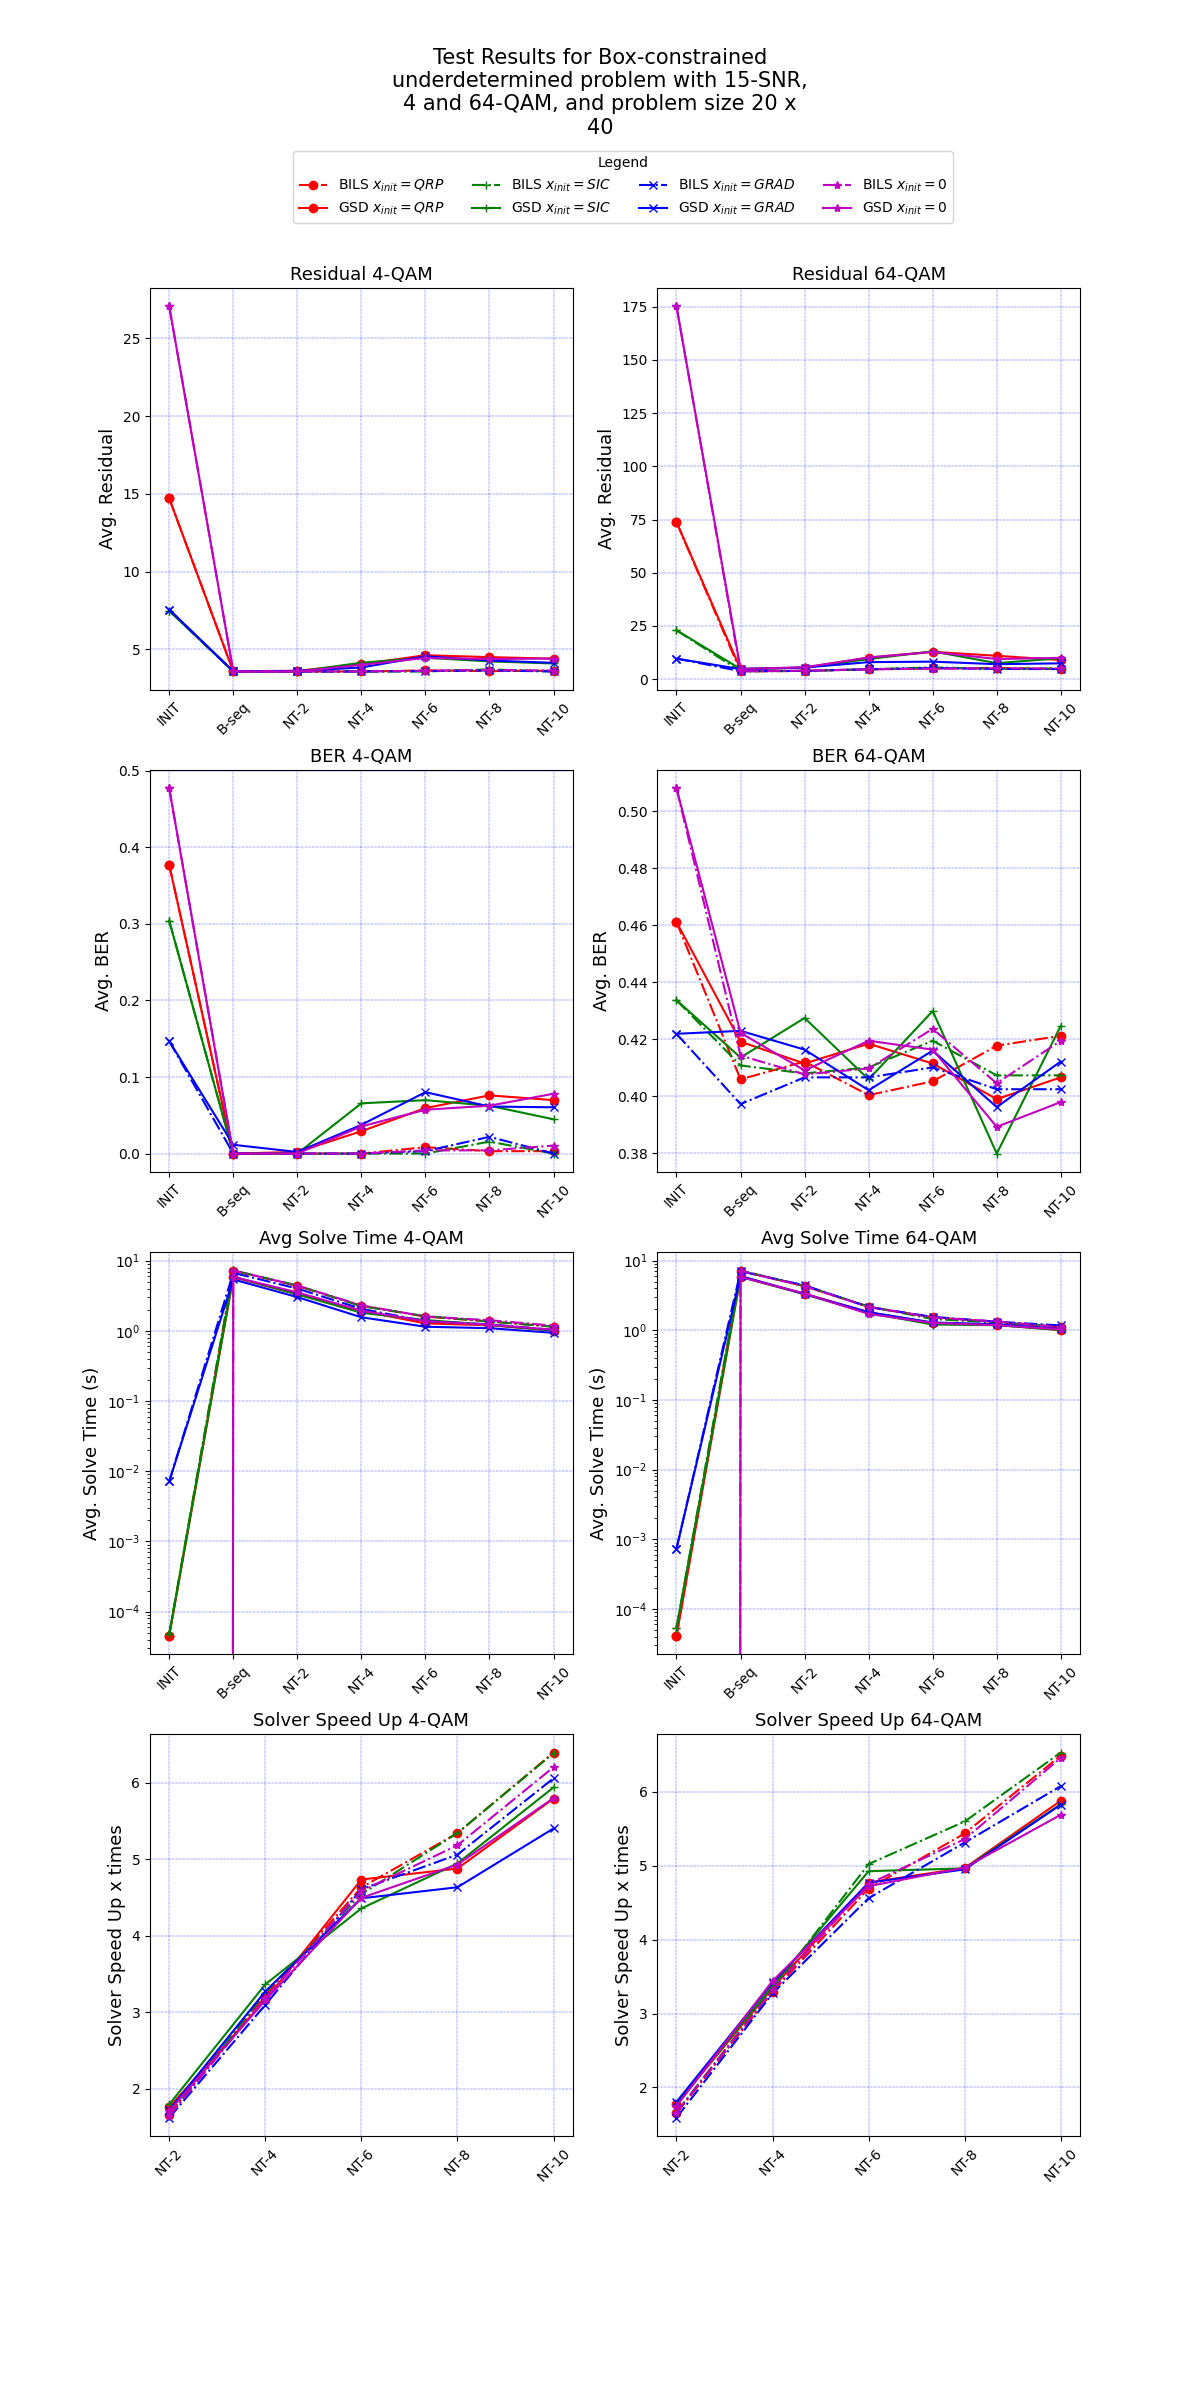 Test Results for Box-constrained
underdetermined problem with 15-SNR,
4 and 64-QAM, and problem size 20 x
40
Legend
BILS x_init = QRP
BILS x_init = SIC
BILS x_init = GRAD
BILS x_init = 0
GSD x_init = QRP
GSD x_init = SIC
GSD x_init = GRAD
GSD x_init = 0
Residual 4-QAM
Avg. Residual
25
20
15
10
5
INIT
B-seq
NT-2
NT-4
NT-6
NT-8
NT-10
Residual 64-QAM
Avg. Residual
175
150
125
100
75
50
25
0
INIT
B-seq
NT-2
NT-4
NT-6
NT-8
NT-10
BER 4-QAM
Avg. BER
0.5
0.4
0.3
0.2
0.1
0.0
INIT
B-seq
NT-2
NT-4
NT-6
NT-8
NT-10
BER 64-QAM
Avg. BER
0.50
0.48
0.46
0.44
0.42
0.40
0.38
INIT
B-seq
NT-2
NT-4
NT-6
NT-8
NT-10
Avg Solve Time 4-QAM
Avg. Solve Time (s)
10^1
10^0
10^-1
10^-2
10^-3
10^-4
INIT
B-seq
NT-2
NT-4
NT-6
NT-8
NT-10
Avg Solve Time 64-QAM
Avg. Solve Time (s)
10^1
10^0
10^-1
10^-2
10^-3
10^-4
INIT
B-seq
NT-2
NT-4
NT-6
NT-8
NT-10
Solver Speed Up 4-QAM
Solver Speed Up x times
6
5
4
3
2
NT-2
NT-4
NT-6
NT-8
NT-10
Solver Speed Up 64-QAM
Solver Speed Up x times
6
5
4
3
2
NT-2
NT-4
NT-6
NT-8
NT-10